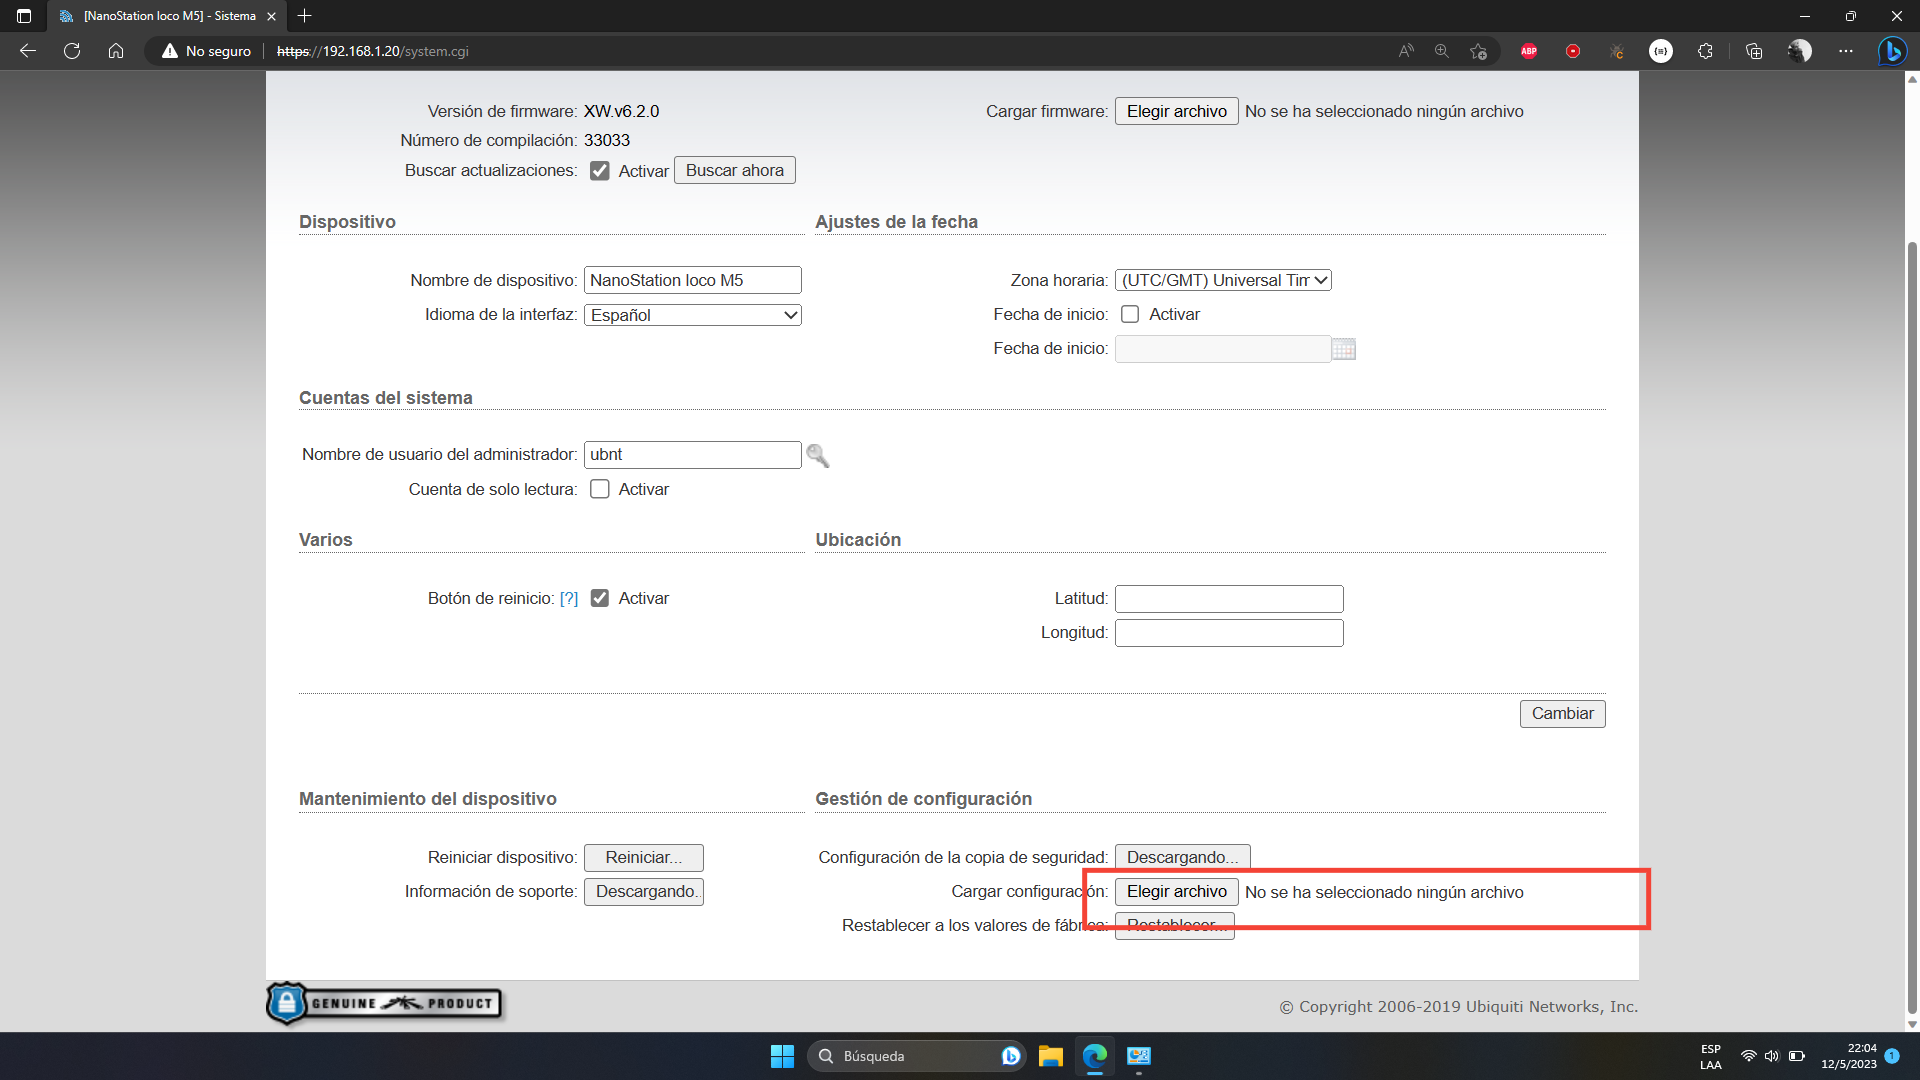 [NanoStation loco M5] - Sistema
No seguro
https://192.168.1.20/system.cgi
ABP
Versión de firmware: XW.v6.2.0
Cargar firmware: Elegir archivo No se ha seleccionado ningún archivo
Número de compilación: 33033
Buscar actualizaciones: Activar Buscar ahora
Dispositivo
Ajustes de la fecha
Nombre de dispositivo: NanoStation loco M5
Zona horaria: (UTC/GMT) Universal Tim
Idioma de la interfaz: Español
Fecha de inicio: Activar
Fecha de inicio:
Cuentas del sistema
Nombre de usuario del administrador: ubnt
Cuenta de solo lectura: Activar
Varios
Ubicación
Botón de reinicio: [?] Activar
Latitud:
Longitud:
Cambiar
Mantenimiento del dispositivo
Gestión de configuración
Reiniciar dispositivo: Reiniciar...
Configuración de la copia de seguridad: Descargando...
Información de soporte: Descargando..
Cargar configuración: Elegir archivo No se ha seleccionado ningún archivo
Restablecer a los valores de fábrica: Restablecer...
GENUINE PRODUCT
© Copyright 2006-2019 Ubiquiti Networks, Inc.
Búsqueda
ESP
LAA
22:04
12/5/2023
1